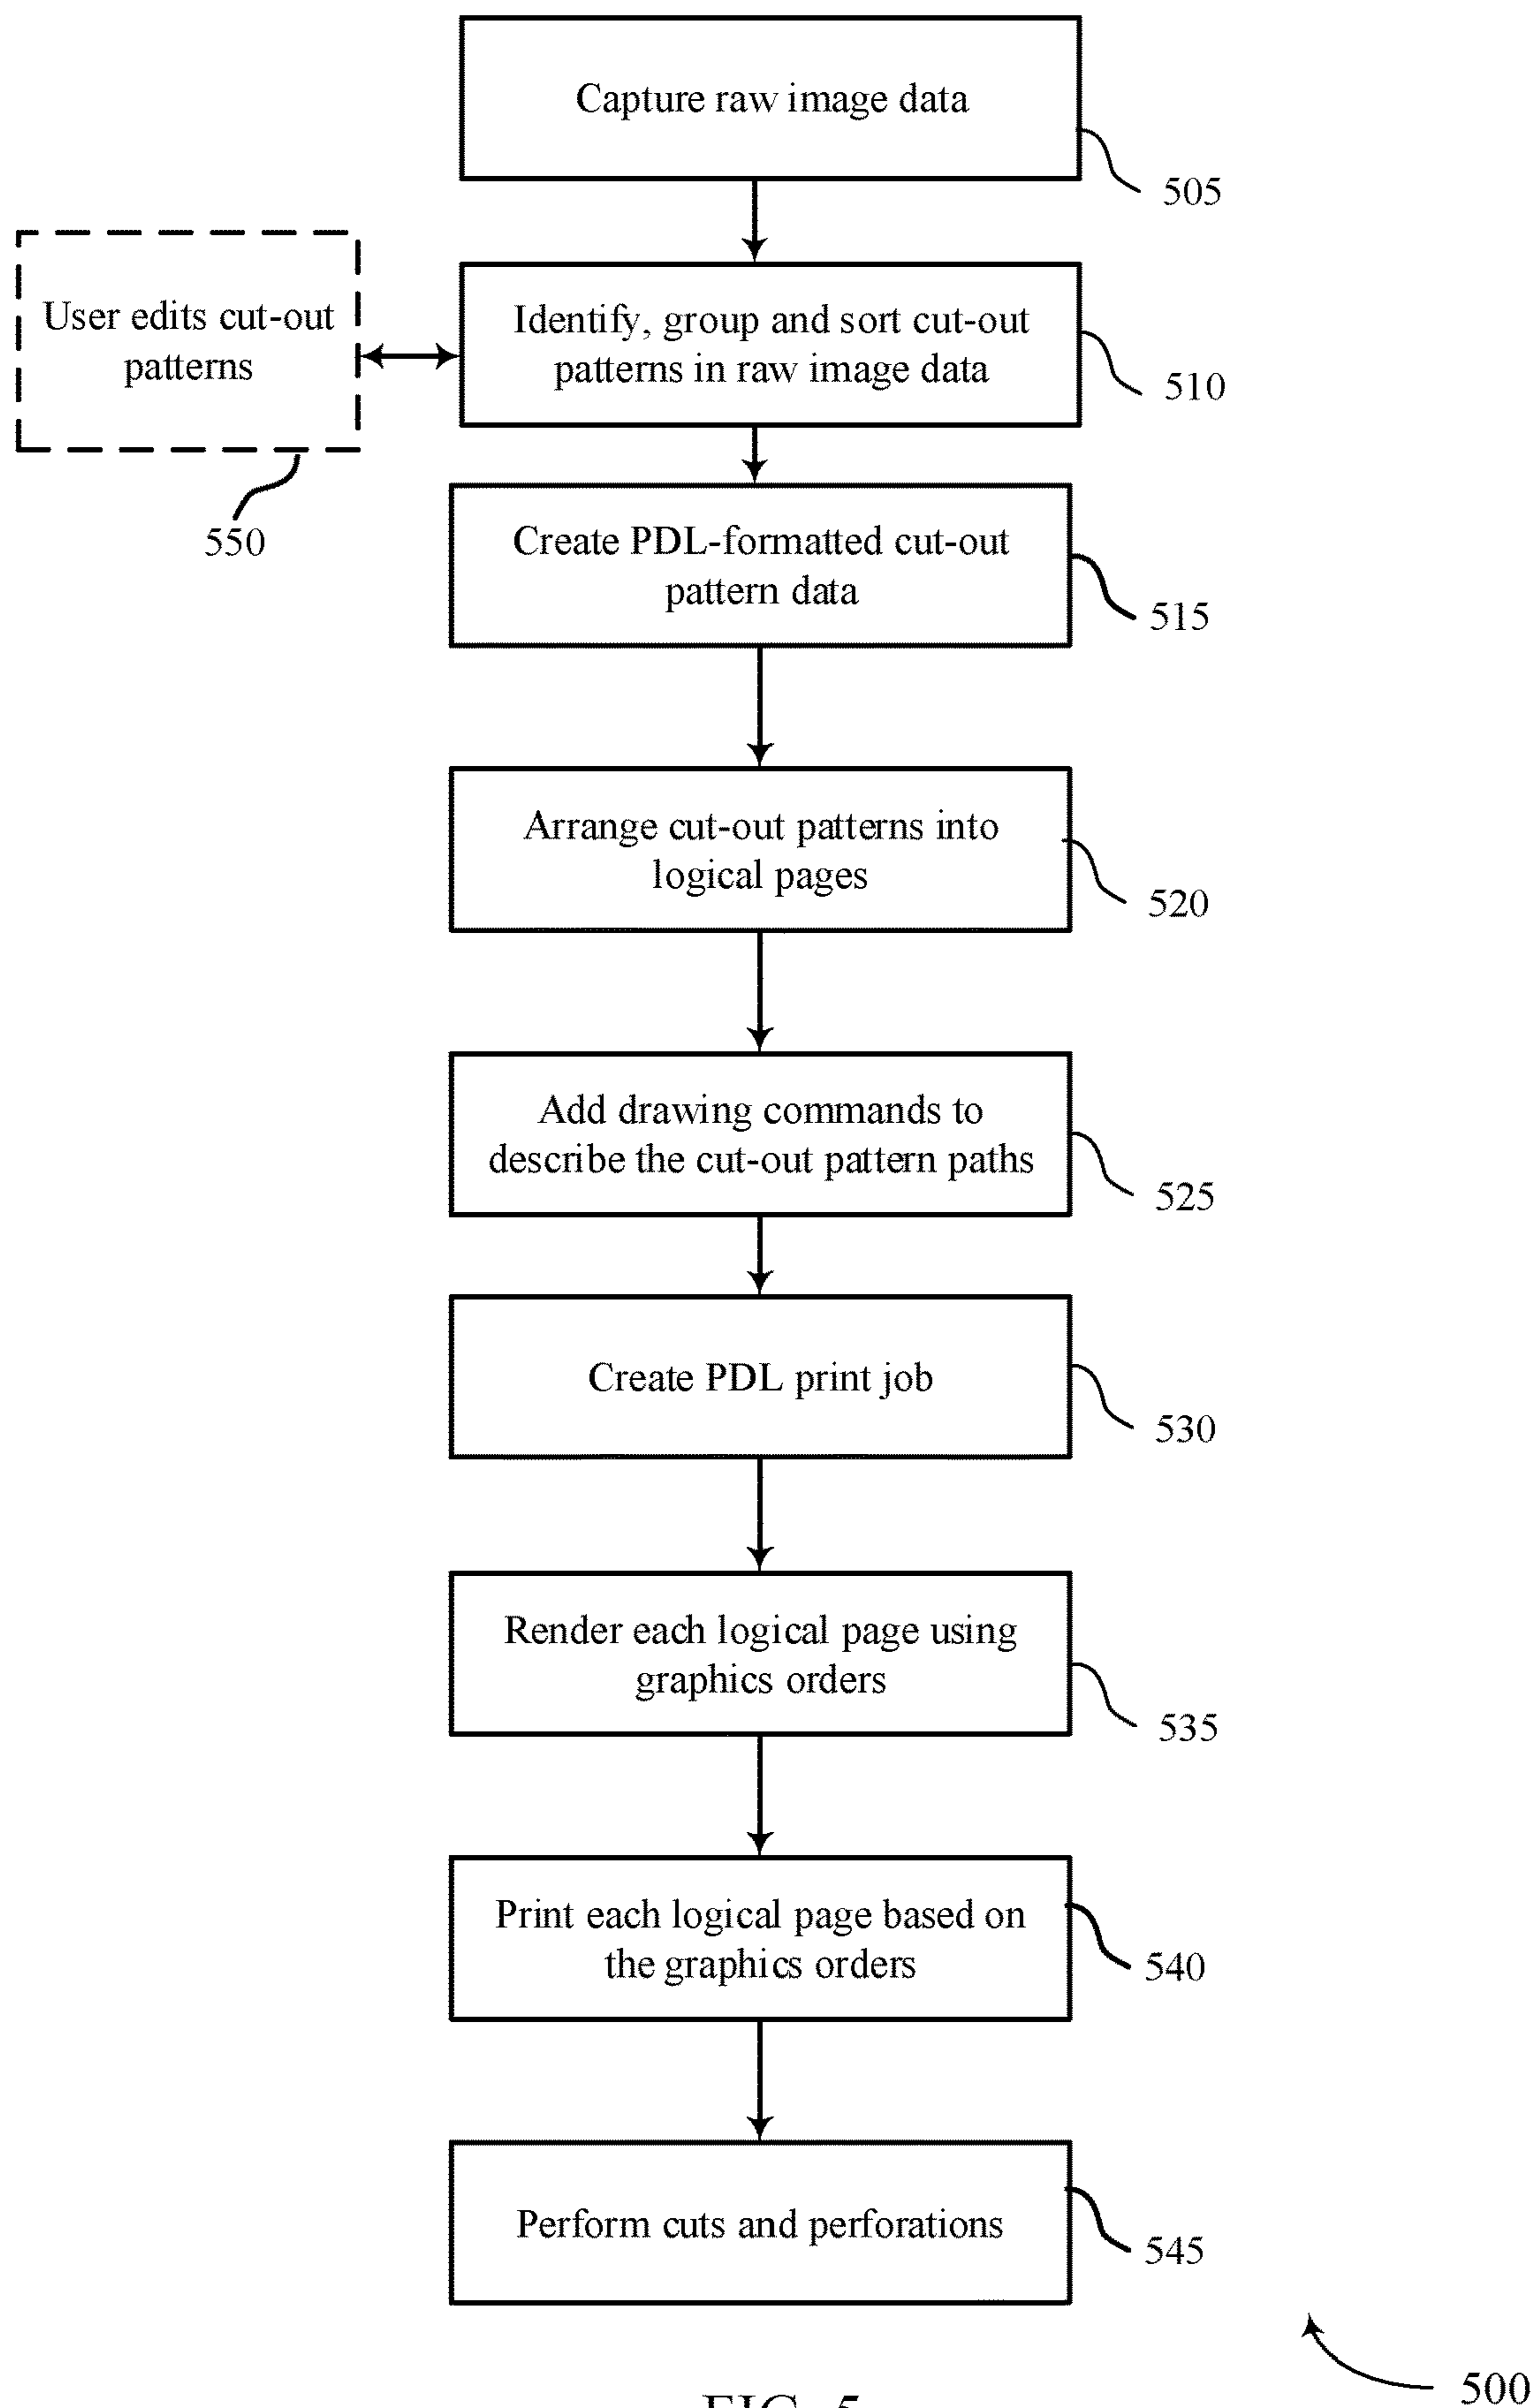 Capture raw image data
505
User edits cut-out
patterns
550
Identify, group and sort cut-out
patterns in raw image data
510
Create PDL-formatted cut-out
pattern data
515
Arrange cut-out patterns into
logical pages
520
Add drawing commands to
describe the cut-out pattern paths
525
Create PDL print job
530
Render each logical page using
graphics orders
535
Print each logical page based on
the graphics orders
540
Perform cuts and perforations
545
500
FIG. 5